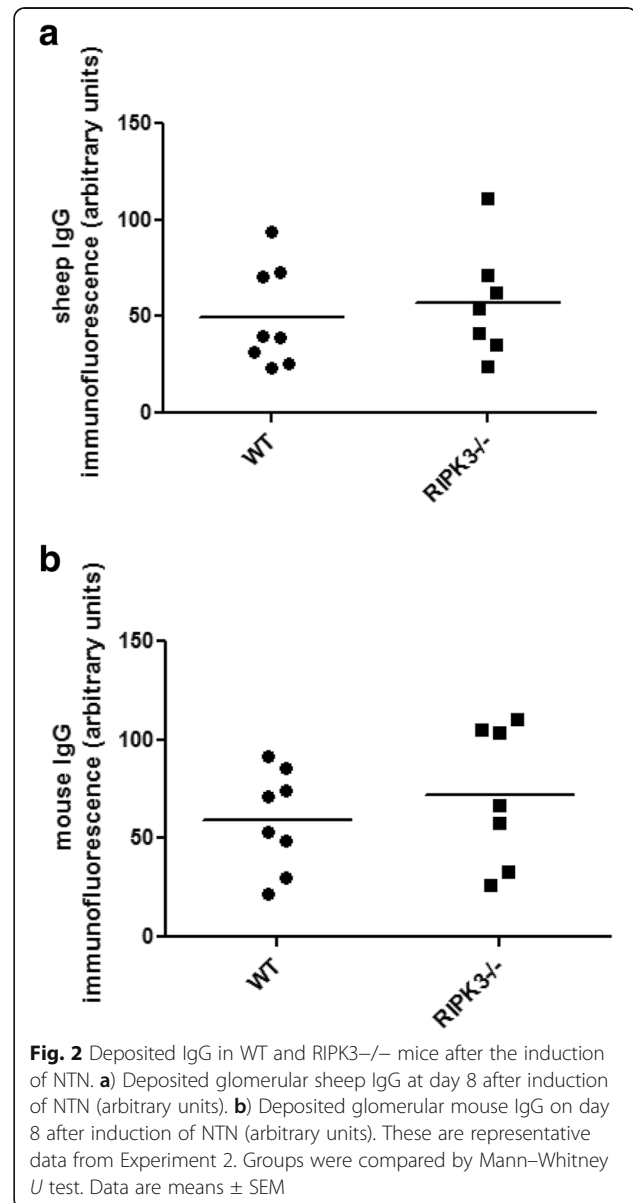 a
sheep IgG
immunofluorescence (arbitrary units)
150
100
50
0
WT
RIPK3-/-
b
mouse IgG
immunofluorescence (arbitrary units)
150
100
50
0
WT
RIPK3-/-
Fig. 2 Deposited IgG in WT and RIPK3−/− mice after the induction
of NTN. a) Deposited glomerular sheep IgG at day 8 after induction
of NTN (arbitrary units). b) Deposited glomerular mouse IgG on day
8 after induction of NTN (arbitrary units). These are representative
data from Experiment 2. Groups were compared by Mann–Whitney
U test. Data are means ± SEM